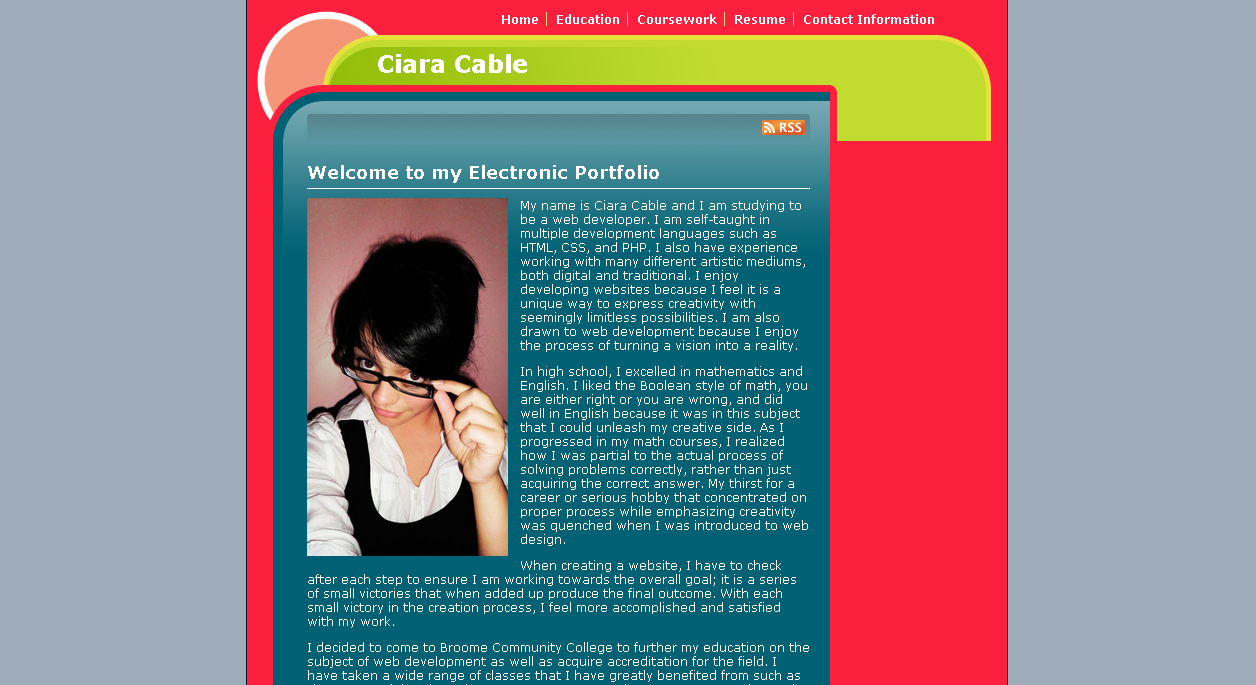 Home Education Coursework Resume Contact Information
Ciara Cable
RSS
Welcome to my Electronic Portfolio
My name is Ciara Cable and I am studying to
be a web developer. I am self-taught in
multiple development languages such as
HTML, CSS, and PHP. I also have experience
working with many different artistic mediums,
both digital and traditional. I enjoy
developing websites because I feel it is a
unique way to express creativity with
seemingly limitless possibilities. I am also
drawn to web development because I enjoy
the process of turning a vision into a reality.
In high school, I excelled in mathematics and
English. I liked the Boolean style of math, you
are either right or you are wrong, and did
well in English because it was in this subject
that I could unleash my creative side. As I
progressed in my math courses, I realized
how I was partial to the actual process of
solving problems correctly, rather than just
acquiring the correct answer. My thirst for a
career or serious hobby that concentrated on
proper process while emphasizing creativity
was quenched when I was introduced to web
design.
When creating a website, I have to check
after each step to ensure I am working towards the overall goal; it is a series
of small victories that when added up produce the final outcome. With each
small victory in the creation process, I feel more accomplished and satisfied
with my work.
I decided to come to Broome Community College to further my education on the
subject of web development as well as acquire accreditation for the field. I
have taken a wide range of classes that I have greatly benefited from such as